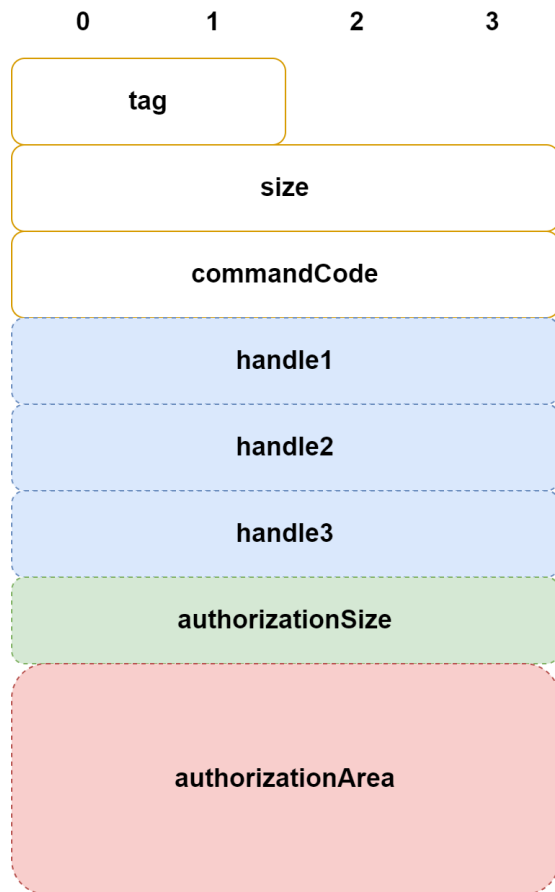 0 1 2 3
tag
size
commandCode
handle1
handle2
handle3
authorizationSize
authorizationArea